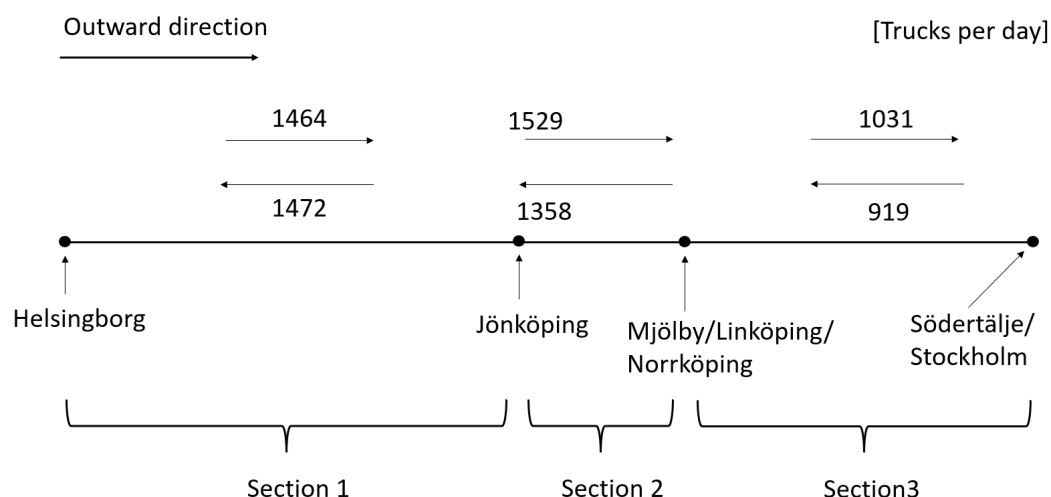 Outward direction
[Trucks per day]
1464
1529
1031
1472
1358
919
Helsingborg
Jönköping
Mjölby/Linköping/
Norrköping
Södertälje/
Stockholm
Section 1
Section 2
Section3